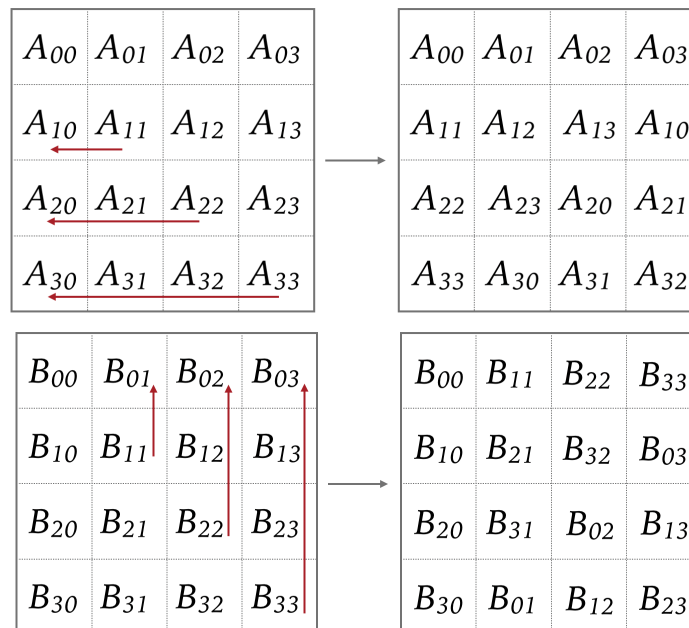 A00 A01 A02 A03 A00 A01 A02 A03
A10 A11 A12 A13 A11 A12 A13 A10
A20 A21 A22 A23 A22 A23 A20 A21
A30 A31 A32 A33 A33 A30 A31 A32
B00 B01 B02 B03 B00 B11 B22 B33
B10 B11 B12 B13 B10 B21 B32 B03
B20 B21 B22 B23 B20 B31 B02 B13
B30 B31 B32 B33 B30 B01 B12 B23